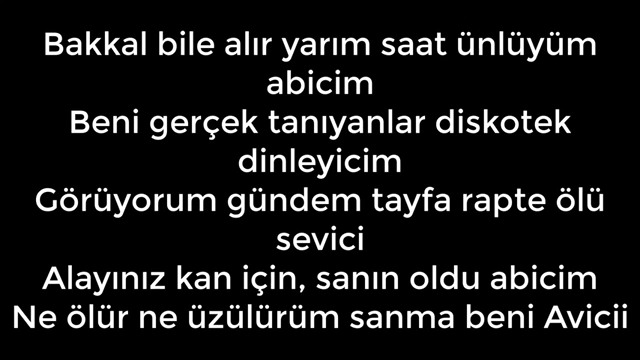 Bakkal bile alır yarım saat ünlüyüm
abicim
Beni gerçek tanıyanlar diskotek
dinleyicim
Görüyorum gündem tayfa rapte ölü
sevici
Alayınız kan için, sanın oldu abicim
Ne ölür ne üzülürüm sanma beni Avicii